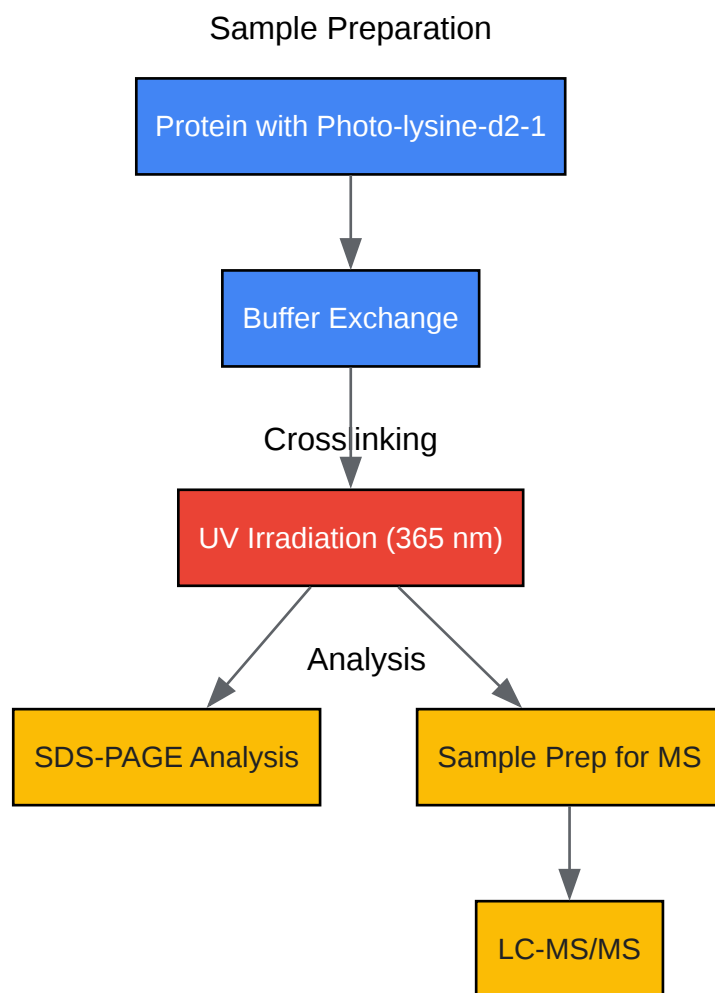 Sample Preparation
Protein with Photo-lysine-d2-1
Buffer Exchange
Crosslinking
UV Irradiation (365 nm)
Analysis
SDS-PAGE Analysis
Sample Prep for MS
LC-MS/MS